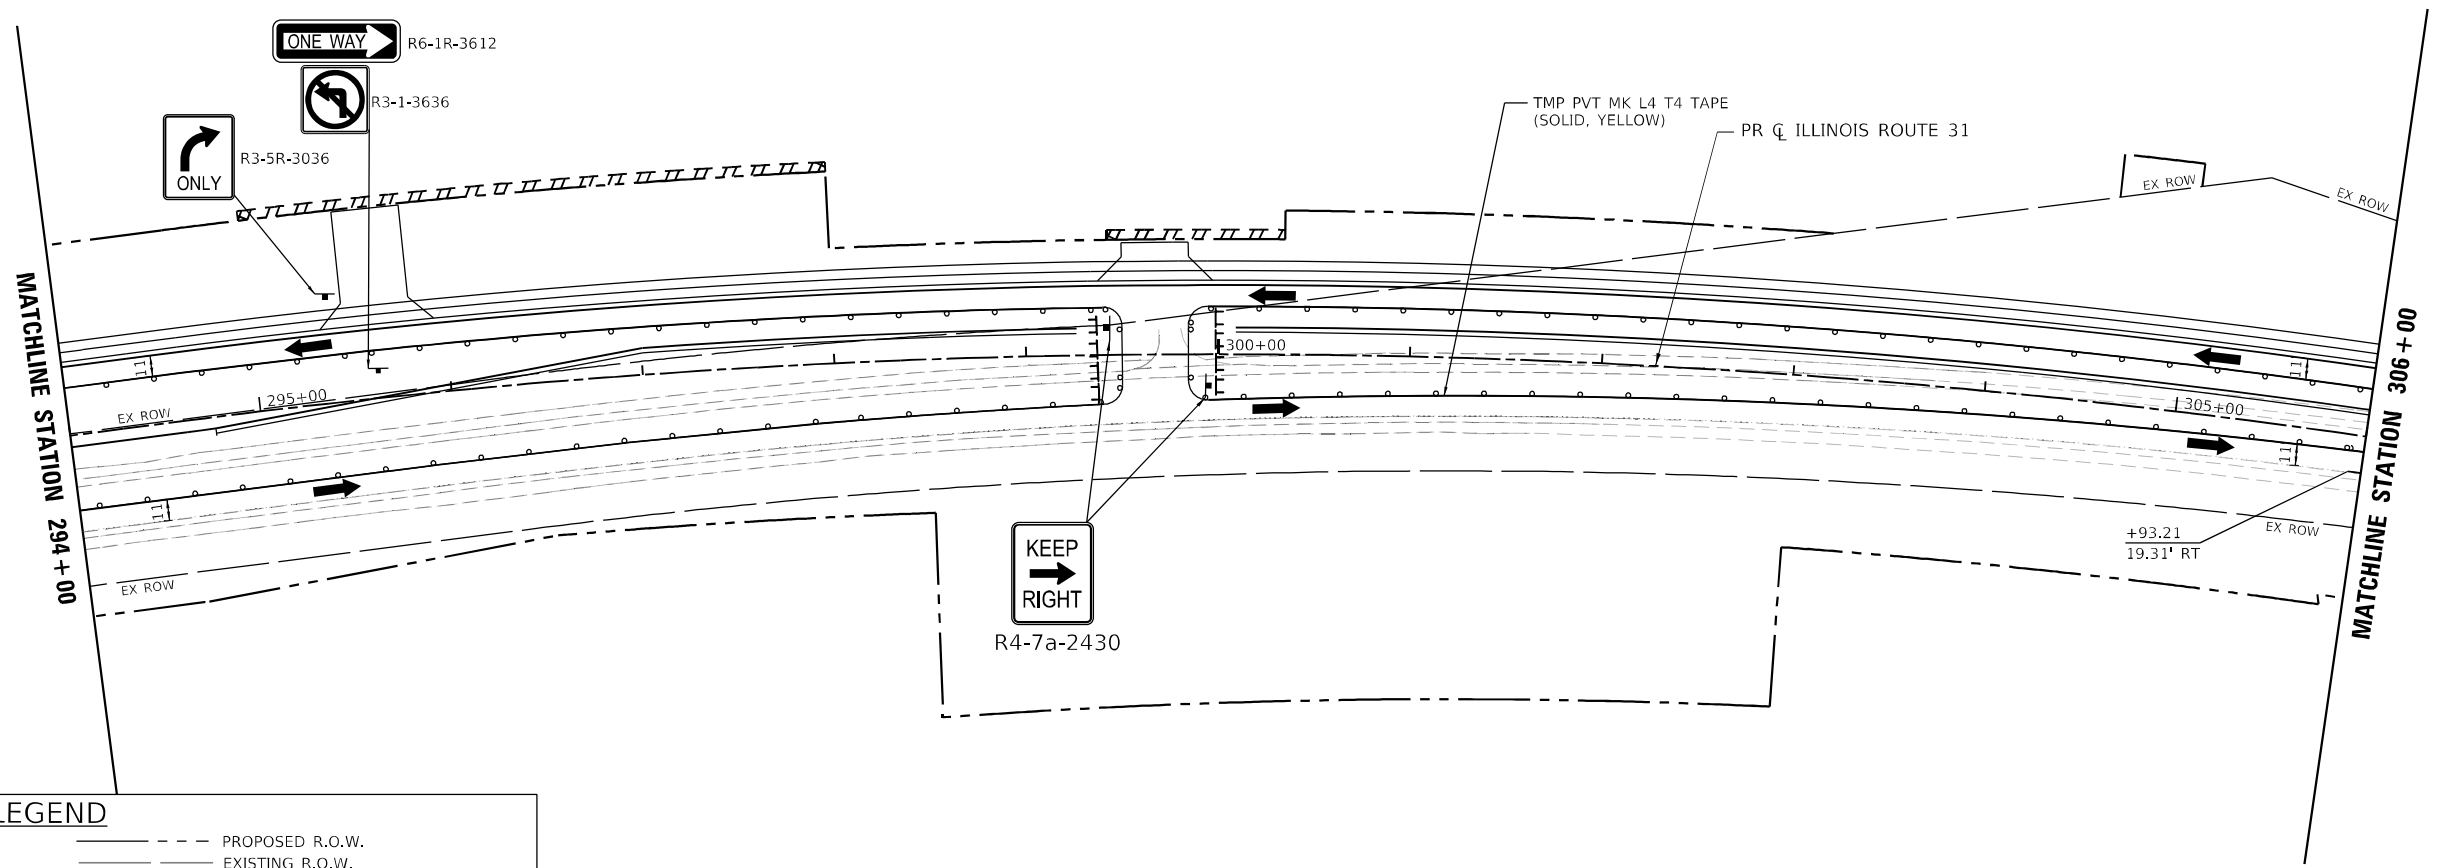 ONE WAY
R6-1R-3612
R3-1-3636
ONLY
R3-5R-3036
TMP PVT MK L4 T4 TAPE
(SOLID, YELLOW)
PR ℄ ILLINOIS ROUTE 31
EX ROW
EX ROW
MATCHLINE STATION 294+00
MATCHLINE STATION 306+00
11'
295+00
EX ROW
300+00
11'
305+00
11'
11'
EX ROW
EX ROW
+93.21
19.31' RT
KEEP
RIGHT
R4-7a-2430
LEGEND
PROPOSED R.O.W.
EXISTING R.O.W.